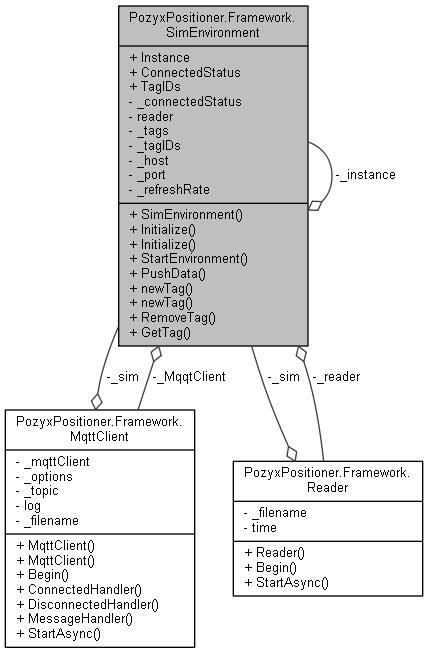 PozyxPositioner.Framework.
SimEnvironment
+ Instance
+ ConnectedStatus
+ TagIDs
- _connectedStatus
- reader
- _tags
- _tagIDs
- _host
- _port
- _refreshRate
+ SimEnvironment()
+ Initialize()
+ Initialize()
+ StartEnvironment()
+ PushData()
+ newTag()
+ newTag()
+ RemoveTag()
+ GetTag()
-_instance
-_sim
-_MqqtClient
-_sim
-_reader
PozyxPositioner.Framework.
MqttClient
- _mqttClient
- _options
- _topic
- log
- _filename
+ MqttClient()
+ MqttClient()
+ Begin()
+ ConnectedHandler()
+ DisconnectedHandler()
+ MessageHandler()
+ StartAsync()
PozyxPositioner.Framework.
Reader
- _filename
- time
+ Reader()
+ Begin()
+ StartAsync()